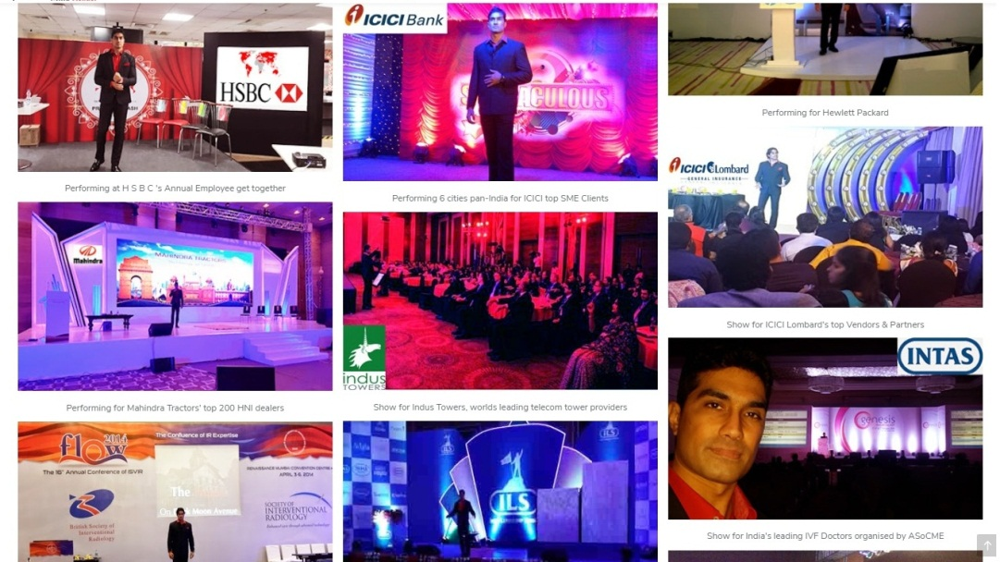 HSBC
Performing at H S B C 's Annual Employee get together
Mahindra
MAHINDRA TRACTORS
Performing for Mahindra Tractors' top 200 HNI dealers
flow
2014
The Confluence of IR Expertise
The 16th Annual Conference of ISVIR
RENAISSANCE MUMBAI CONVENTION CENTRE
APRIL 3-6, 2014
The
British Society of
Interventional
Radiology
SOCIETY OF
INTERVENTIONAL
RADIOLOGY
ICICI Bank
Performing 6 cities pan-India for ICICI top SME Clients
indus
TOWERS
Show for Indus Towers, worlds leading telecom tower providers
ILS
ILS
Performing for Hewlett Packard
ICICI Lombard
GENERAL INSURANCE
Show for ICICI Lombard's top Vendors & Partners
INTAS
genesis
Show for India's leading IVF Doctors organised by ASoCME